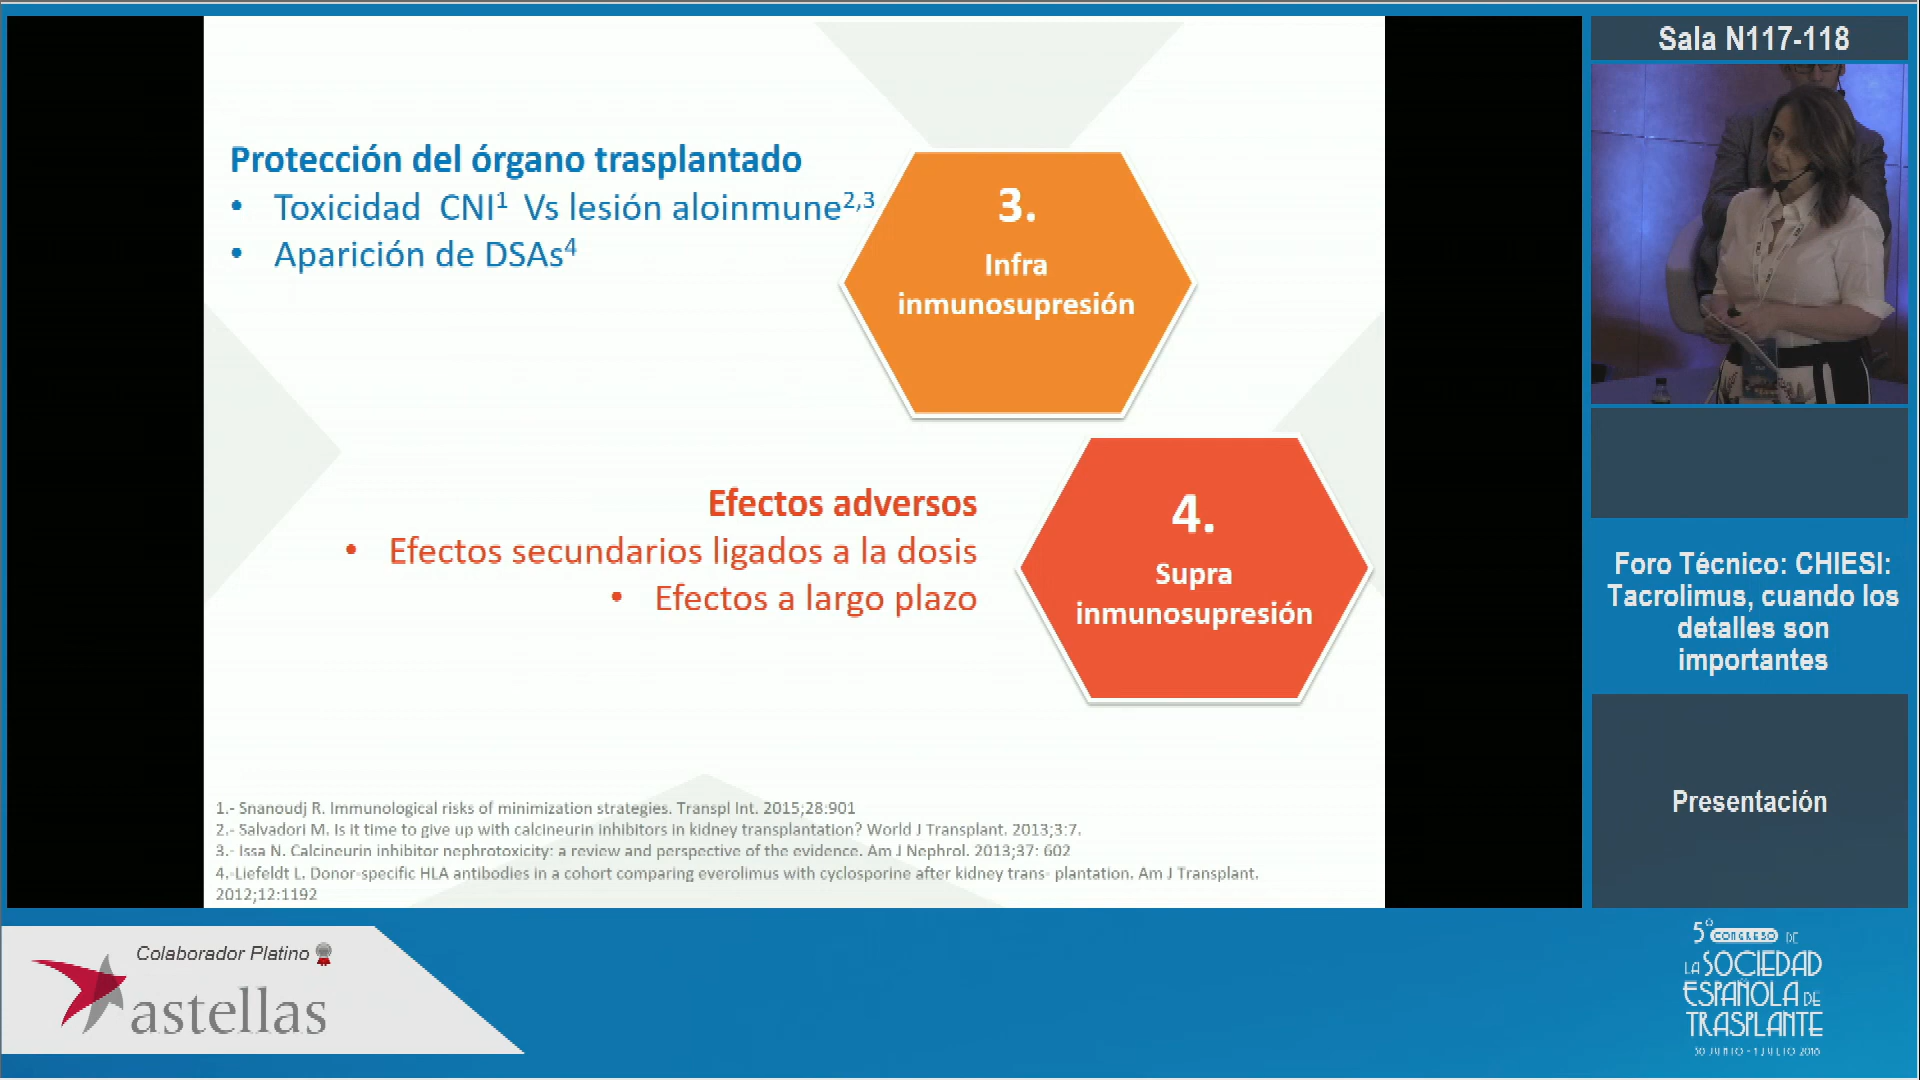 Sala N117-118
Protección del órgano trasplantado
• Toxicidad CNI¹ Vs lesión aloinmune²,³
• Aparición de DSAs⁴
3.
Infra
inmunosupresión
Efectos adversos
• Efectos secundarios ligados a la dosis
• Efectos a largo plazo
4.
Supra
inmunosupresión
1.- Snanoudj R. Immunological risks of minimization strategies. Transpl Int. 2015;28:901
2.- Salvadori M. Is it time to give up with calcineurin inhibitors in kidney transplantation? World J Transplant. 2013;3:7.
3.- Issa N. Calcineurin inhibitor nephrotoxicity: a review and perspective of the evidence. Am J Nephrol. 2013;37: 602
4.-Liefeldt L. Donor-specific HLA antibodies in a cohort comparing everolimus with cyclosporine after kidney trans- plantation. Am J Transplant.
2012;12:1192
Foro Técnico: CHIESI:
Tacrolimus, cuando los
detalles son
importantes
Presentación
Colaborador Platino
astellas
5º CONGRESO DE
LA SOCIEDAD
ESPAÑOLA DE
TRASPLANTE
30 JUNIO - 1 JULIO 2018